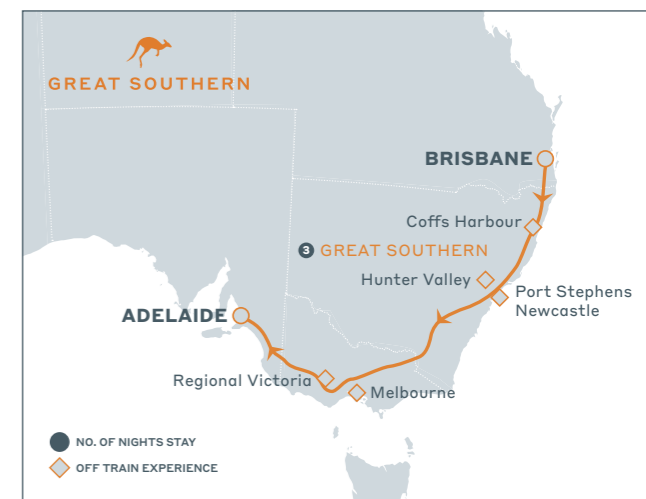 GREAT SOUTHERN
BRISBANE
Coffs Harbour
3 GREAT SOUTHERN
Hunter Valley
Port Stephens
Newcastle
ADELAIDE
Regional Victoria
Melbourne
NO. OF NIGHTS STAY
OFF TRAIN EXPERIENCE